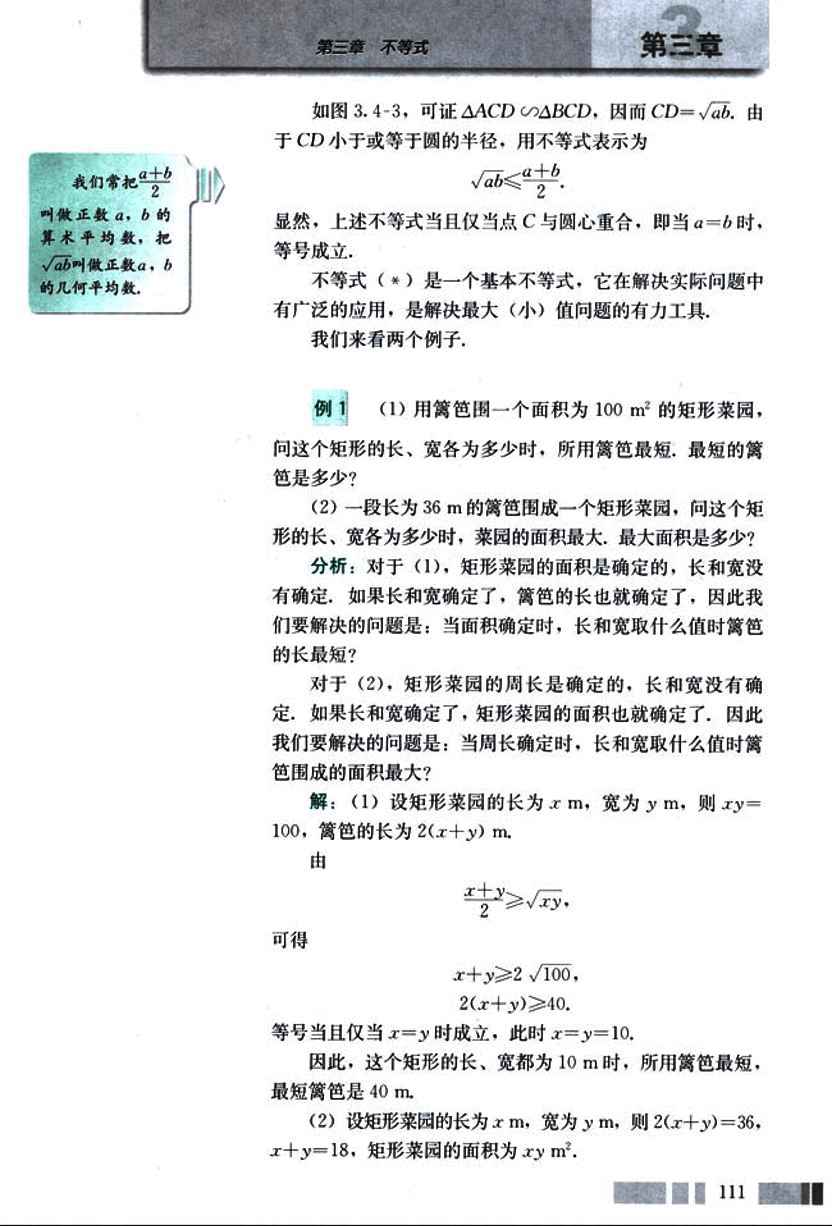 第三章 不等式
第三章
如图 3.4-3，可证 △ACD∽△BCD，因而 CD=√ab. 由
于 CD 小于或等于圆的半径，用不等式表示为
√ab≤(a+b)/2.
显然，上述不等式当且仅当点 C 与圆心重合，即当 a=b 时，
等号成立.
我们常把(a+b)/2
叫做正数 a，b 的
算术平均数，把
√ab叫做正数a，b
的几何平均数.
不等式（*）是一个基本不等式，它在解决实际问题中
有广泛的应用，是解决最大（小）值问题的有力工具.
我们来看两个例子.
例 1 （1）用篱笆围一个面积为 100 m² 的矩形菜园，
问这个矩形的长、宽各为多少时，所用篱笆最短. 最短的篱
笆是多少?
（2）一段长为 36 m 的篱笆围成一个矩形菜园，问这个矩
形的长、宽各为多少时，菜园的面积最大. 最大面积是多少?
分析：对于（1），矩形菜园的面积是确定的，长和宽没
有确定. 如果长和宽确定了，篱笆的长也就确定了，因此我
们要解决的问题是：当面积确定时，长和宽取什么值时篱笆
的长最短?
对于（2），矩形菜园的周长是确定的，长和宽没有确
定. 如果长和宽确定了，矩形菜园的面积也就确定了. 因此
我们要解决的问题是：当周长确定时，长和宽取什么值时篱
笆围成的面积最大?
解：（1）设矩形菜园的长为 x m，宽为 y m，则 xy=
100，篱笆的长为 2(x+y) m.
由
(x+y)/2≥√xy，
可得
x+y≥2√100，
2(x+y)≥40.
等号当且仅当 x=y 时成立，此时 x=y=10.
因此，这个矩形的长、宽都为 10 m 时，所用篱笆最短，
最短篱笆是 40 m.
（2）设矩形菜园的长为 x m，宽为 y m，则 2(x+y)=36，
x+y=18，矩形菜园的面积为 xy m².
111